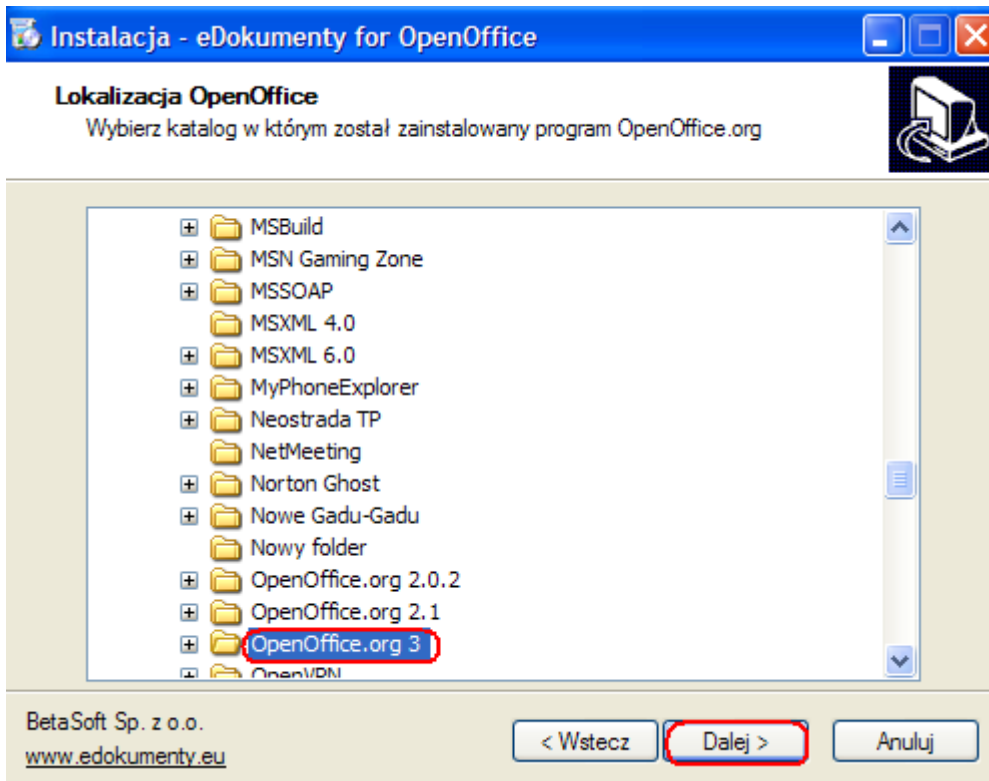 Instalacja - eDokumenty for OpenOffice
Lokalizacja OpenOffice
Wybierz katalog w którym został zainstalowany program OpenOffice.org
MSBuild
MSN Gaming Zone
MSSOAP
MSXML 4.0
MSXML 6.0
MyPhoneExplorer
Neostrada TP
NetMeeting
Norton Ghost
Nowe Gadu-Gadu
Nowy folder
OpenOffice.org 2.0.2
OpenOffice.org 2.1
OpenOffice.org 3
OpenVPN
BetaSoft Sp. z o.o.
www.edokumenty.eu
< Wstecz Dalej > Anuluj